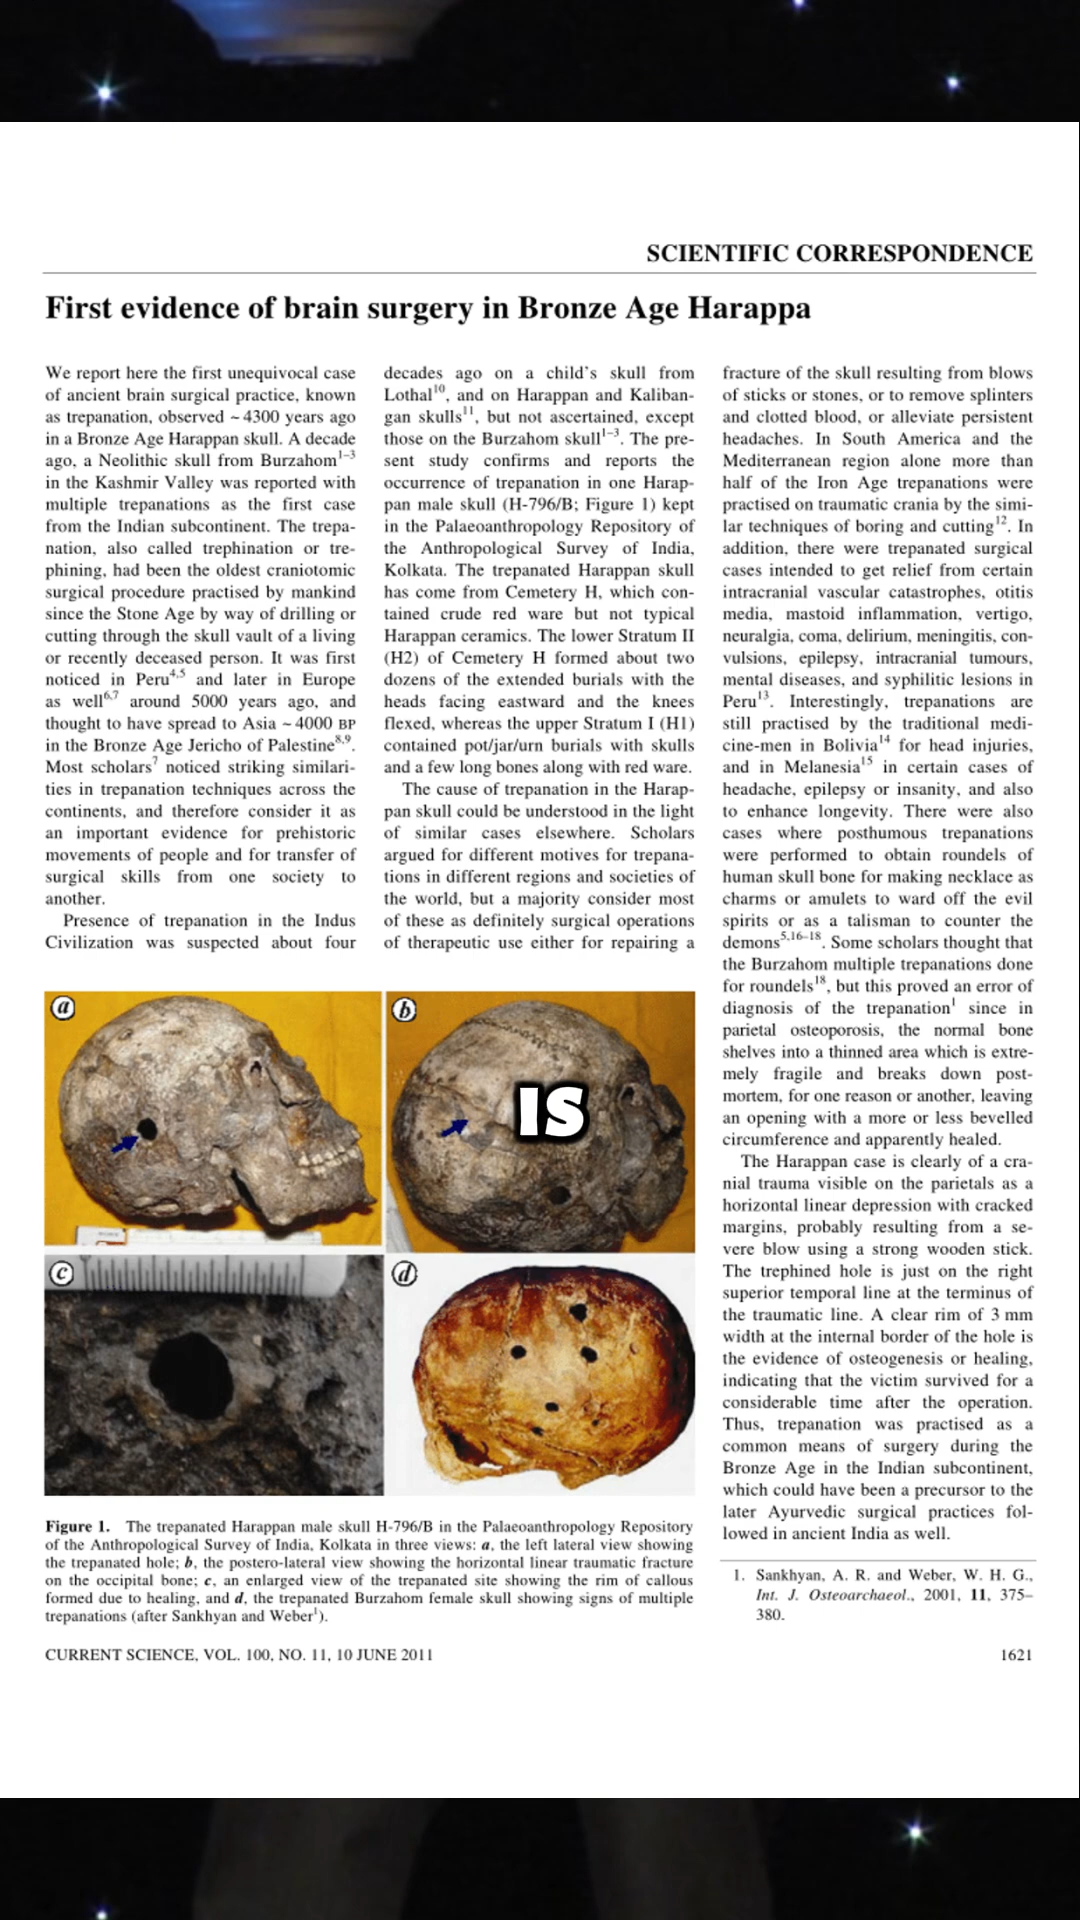 SCIENTIFIC CORRESPONDENCE
First evidence of brain surgery in Bronze Age Harappa
We report here the first unequivocal case
of ancient brain surgical practice, known
as trepanation, observed ~ 4300 years ago
in a Bronze Age Harappan skull. A decade
ago, a Neolithic skull from Burzahom1–3
in the Kashmir Valley was reported with
multiple trepanations as the first case
from the Indian subcontinent. The trepa-
nation, also called trephination or tre-
phining, had been the oldest craniotomic
surgical procedure practised by mankind
since the Stone Age by way of drilling or
cutting through the skull vault of a living
or recently deceased person. It was first
noticed in Peru4,5 and later in Europe
as well6,7 around 5000 years ago, and
thought to have spread to Asia ~ 4000 BP
in the Bronze Age Jericho of Palestine8,9.
Most scholars7 noticed striking similari-
ties in trepanation techniques across the
continents, and therefore consider it as
an important evidence for prehistoric
movements of people and for transfer of
surgical skills from one society to
another.
Presence of trepanation in the Indus
Civilization was suspected about four
decades ago on a child's skull from
Lothal10, and on Harappan and Kaliban-
gan skulls11, but not ascertained, except
those on the Burzahom skull1–3. The pre-
sent study confirms and reports the
occurrence of trepanation in one Harap-
pan male skull (H-796/B; Figure 1) kept
in the Palaeoanthropology Repository of
the Anthropological Survey of India,
Kolkata. The trepanated Harappan skull
has come from Cemetery H, which con-
tained crude red ware but not typical
Harappan ceramics. The lower Stratum II
(H2) of Cemetery H formed about two
dozens of the extended burials with the
heads facing eastward and the knees
flexed, whereas the upper Stratum I (H1)
contained pot/jar/urn burials with skulls
and a few long bones along with red ware.
The cause of trepanation in the Harap-
pan skull could be understood in the light
of similar cases elsewhere. Scholars
argued for different motives for trepana-
tions in different regions and societies of
the world, but a majority consider most
of these as definitely surgical operations
of therapeutic use either for repairing a
fracture of the skull resulting from blows
of sticks or stones, or to remove splinters
and clotted blood, or alleviate persistent
headaches. In South America and the
Mediterranean region alone more than
half of the Iron Age trepanations were
practised on traumatic crania by the simi-
lar techniques of boring and cutting12. In
addition, there were trepanated surgical
cases intended to get relief from certain
intracranial vascular catastrophes, otitis
media, mastoid inflammation, vertigo,
neuralgia, coma, delirium, meningitis, con-
vulsions, epilepsy, intracranial tumours,
mental diseases, and syphilitic lesions in
Peru13. Interestingly, trepanations are
still practised by the traditional medi-
cine-men in Bolivia14 for head injuries,
and in Melanesia15 in certain cases of
headache, epilepsy or insanity, and also
to enhance longevity. There were also
cases where posthumous trepanations
were performed to obtain roundels of
human skull bone for making necklace as
charms or amulets to ward off the evil
spirits or as a talisman to counter the
demons5,16–18. Some scholars thought that
the Burzahom multiple trepanations done
for roundels18, but this proved an error of
diagnosis of the trepanation1 since in
parietal osteoporosis, the normal bone
shelves into a thinned area which is extre-
mely fragile and breaks down post-
mortem, for one reason or another, leaving
an opening with a more or less bevelled
circumference and apparently healed.
The Harappan case is clearly of a cra-
nial trauma visible on the parietals as a
horizontal linear depression with cracked
margins, probably resulting from a se-
vere blow using a strong wooden stick.
The trephined hole is just on the right
superior temporal line at the terminus of
the traumatic line. A clear rim of 3 mm
width at the internal border of the hole is
the evidence of osteogenesis or healing,
indicating that the victim survived for a
considerable time after the operation.
Thus, trepanation was practised as a
common means of surgery during the
Bronze Age in the Indian subcontinent,
which could have been a precursor to the
later Ayurvedic surgical practices fol-
lowed in ancient India as well.
a
b
IS
c
d
Figure 1. The trepanated Harappan male skull H-796/B in the Palaeoanthropology Repository
of the Anthropological Survey of India, Kolkata in three views: a, the left lateral view showing
the trepanated hole; b, the postero-lateral view showing the horizontal linear traumatic fracture
on the occipital bone; c, an enlarged view of the trepanated site showing the rim of callous
formed due to healing, and d, the trepanated Burzahom female skull showing signs of multiple
trepanations (after Sankhyan and Weber1).
1. Sankhyan, A. R. and Weber, W. H. G.,
Int. J. Osteoarchaeol., 2001, 11, 375–
380.
CURRENT SCIENCE, VOL. 100, NO. 11, 10 JUNE 2011
1621